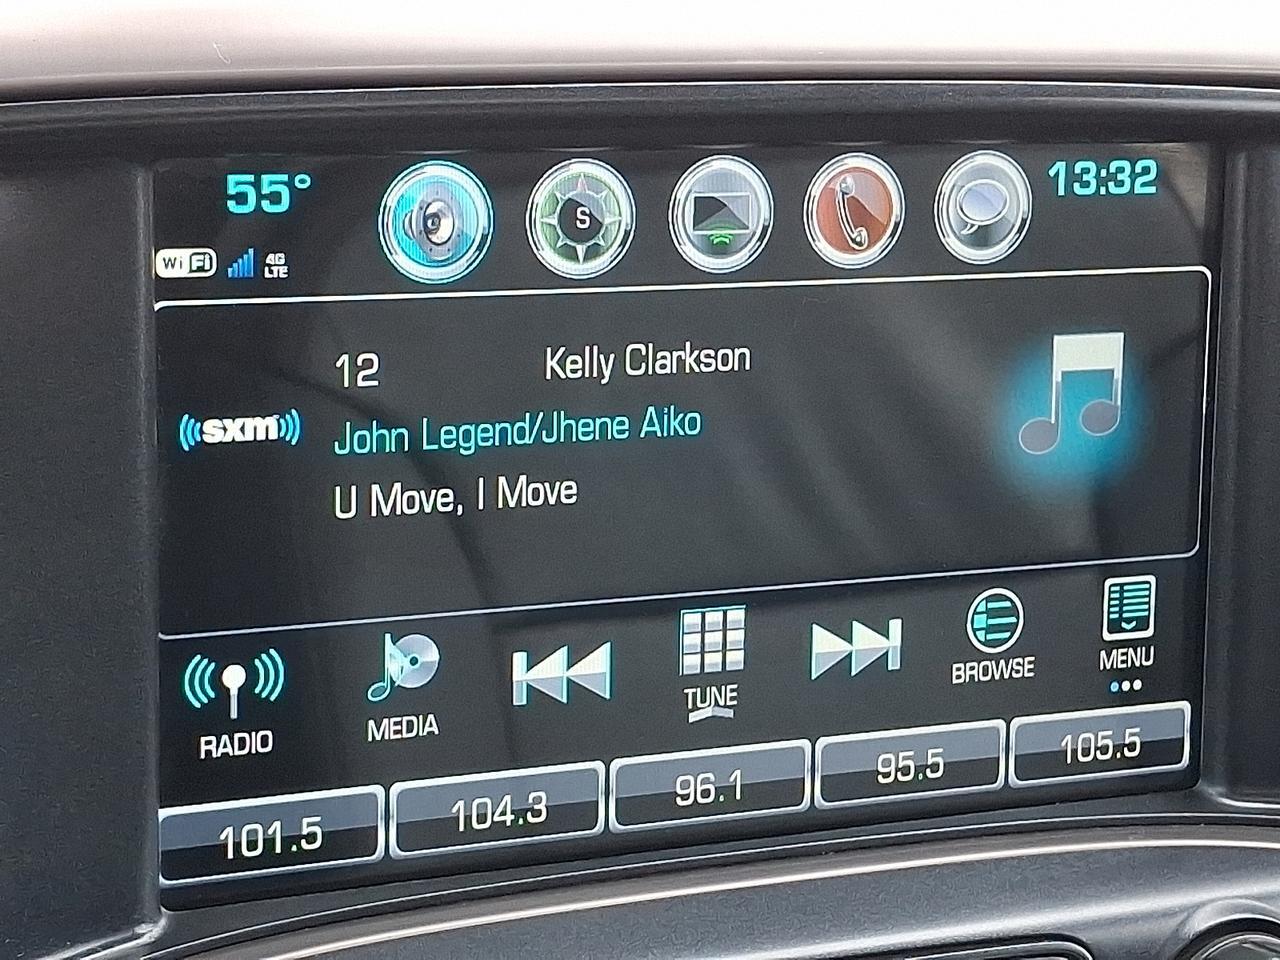 55° S 13:32
WiFi 4G LTE
12 Kelly Clarkson
((sxm))
John Legend/Jhene Aiko
U Move, I Move
RADIO MEDIA TUNE BROWSE MENU
101.5 104.3 96.1 95.5 105.5